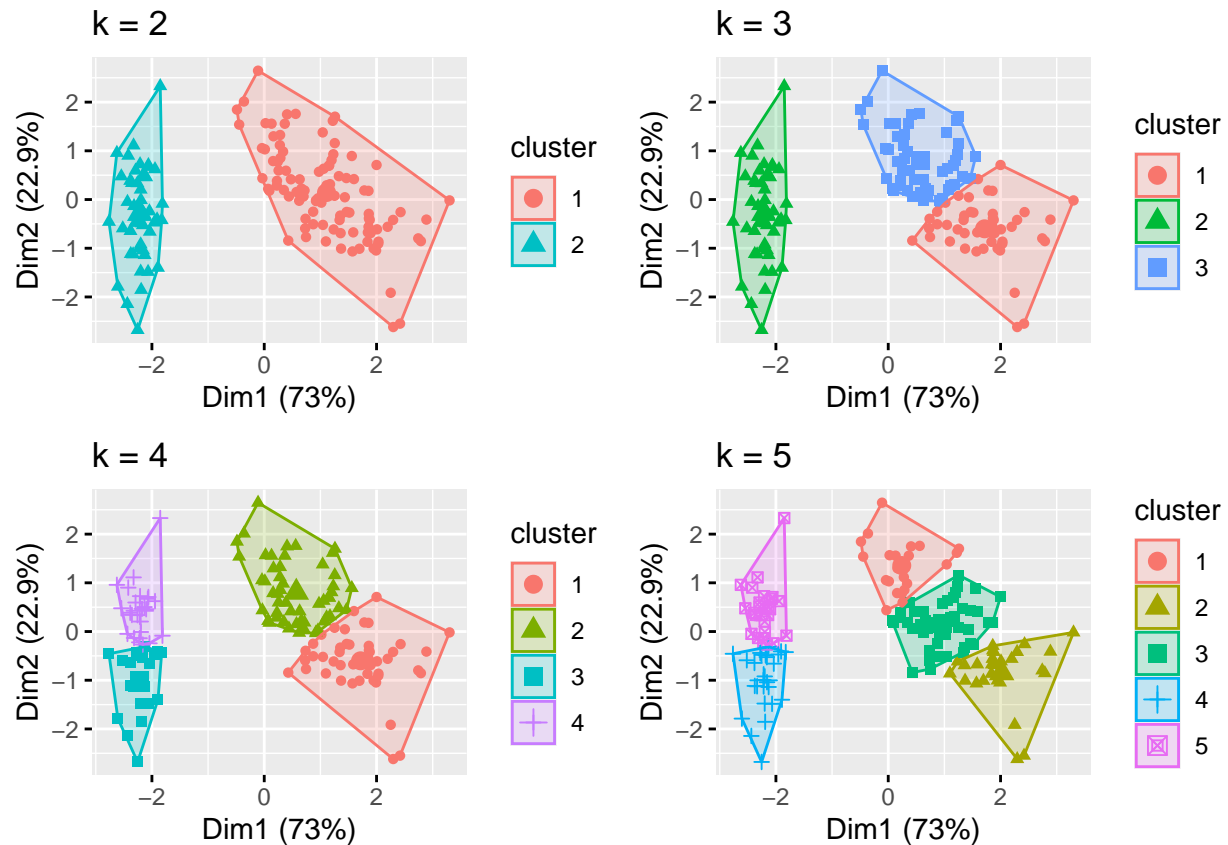 k = 2
2
1
0
−1
−2
Dim2 (22.9%)
−2
0
2
Dim1 (73%)
cluster
1
2
k = 3
2
1
0
−1
−2
Dim2 (22.9%)
−2
0
2
Dim1 (73%)
cluster
1
2
3
k = 4
2
1
0
−1
−2
Dim2 (22.9%)
−2
0
2
Dim1 (73%)
cluster
1
2
3
4
k = 5
2
1
0
−1
−2
Dim2 (22.9%)
−2
0
2
Dim1 (73%)
cluster
1
2
3
4
5